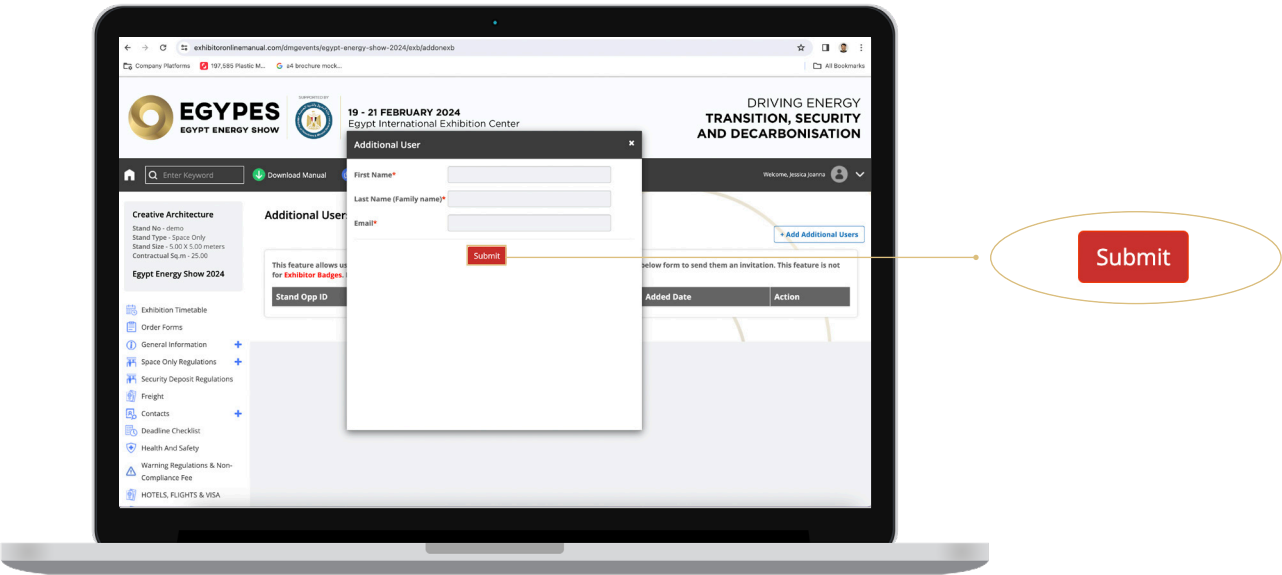 exhibitoronlinemanual.com/dmgevents/egypt-energy-show-2024/exb/addonexb
Company Platforms
197,585 Plastic M...
a4 brochure mock...
All Bookmarks
EGYPES
EGYPT ENERGY SHOW
SUPPORTED BY
19 - 21 FEBRUARY 2024
Egypt International Exhibition Center
DRIVING ENERGY
TRANSITION, SECURITY
AND DECARBONISATION
Enter Keyword
Download Manual
Welcome, Jessica Joanna
Additional User
×
First Name*
Last Name (Family name)*
Email*
Submit
Submit
Creative Architecture
Stand No - demo
Stand Type - Space Only
Stand Size - 5.00 X 5.00 meters
Contractual Sq.m - 25.00
Egypt Energy Show 2024
Additional User
+ Add Additional Users
This feature allows us
below form to send them an invitation. This feature is not
for Exhibitor Badges.
Stand Opp ID
Added Date
Action
Exhibition Timetable
Order Forms
General Information +
Space Only Regulations +
Security Deposit Regulations
Freight
Contacts +
Deadline Checklist
Health And Safety
Warning Regulations & Non-
Compliance Fee
HOTELS, FLIGHTS & VISA